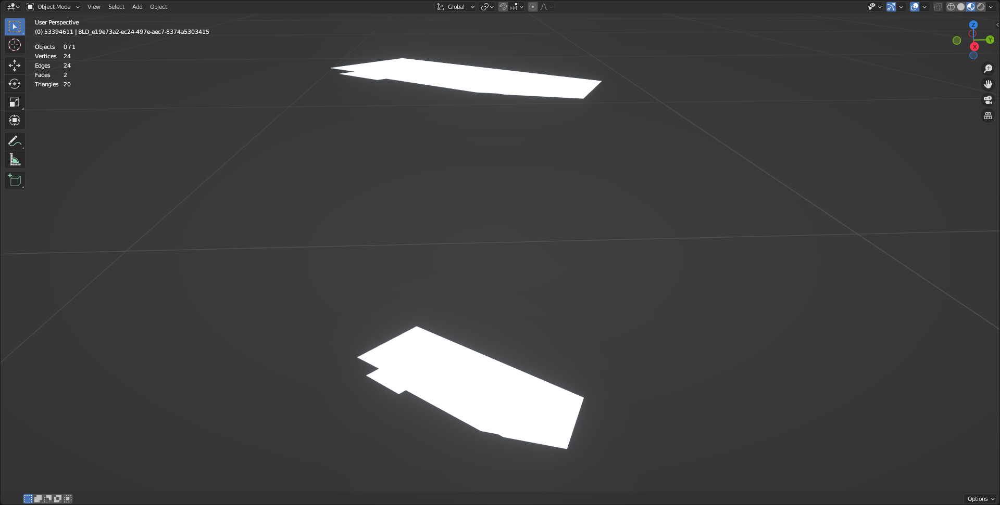 Object Mode View Select Add Object Global
User Perspective
(0) 53394611 | BLD_e19e73a2-ec24-497e-aec7-8374a5303415
Objects 0 / 1
Vertices 24
Edges 24
Faces 2
Triangles 20
Z
Y
X
Options